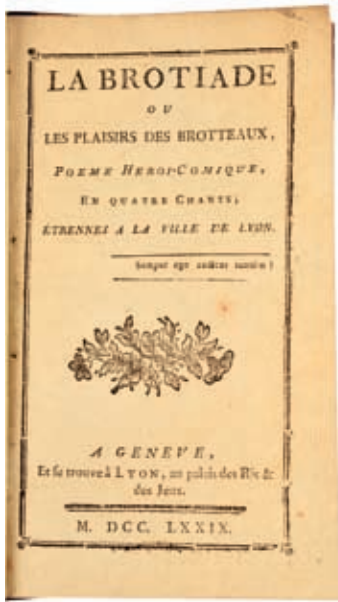 LA BROTIADE
OU
LES PLAISIRS DES BROTTEAUX,
POEME HEROI-COMIQUE,
EN QUATRE CHANTS;
ÉTRENNES A LA VILLE DE LYON.
Semper ego auditor tantùm!
A GENEVE,
Et se trouve à LYON, au palais des Ris &
des Jeux.
M. DCC. LXXIX.